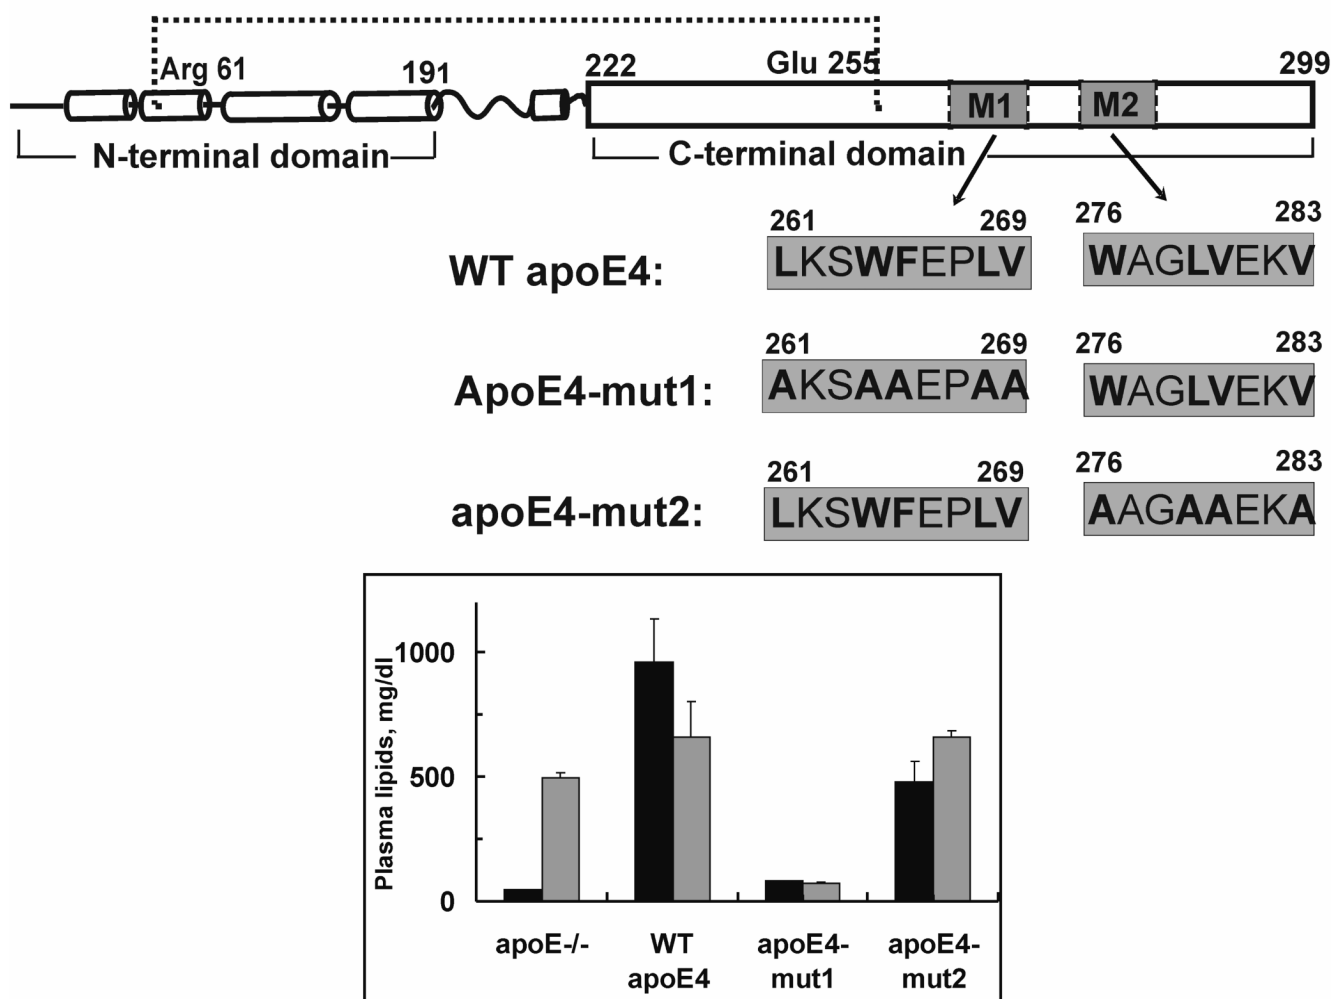 Arg 61
191
222
Glu 255
299
M1
M2
N-terminal domain
C-terminal domain
261
269
276
283
WT apoE4:
LKSWFEPLV
WAGLVEKV
261
269
276
283
ApoE4-mut1:
AKSAAEPAA
WAGLVEKV
261
269
276
283
apoE4-mut2:
LKSWFEPLV
AAGAAEKA
Plasma lipids, mg/dl
1000
500
0
apoE-/-
WT
apoE4
apoE4-
mut1
apoE4-
mut2